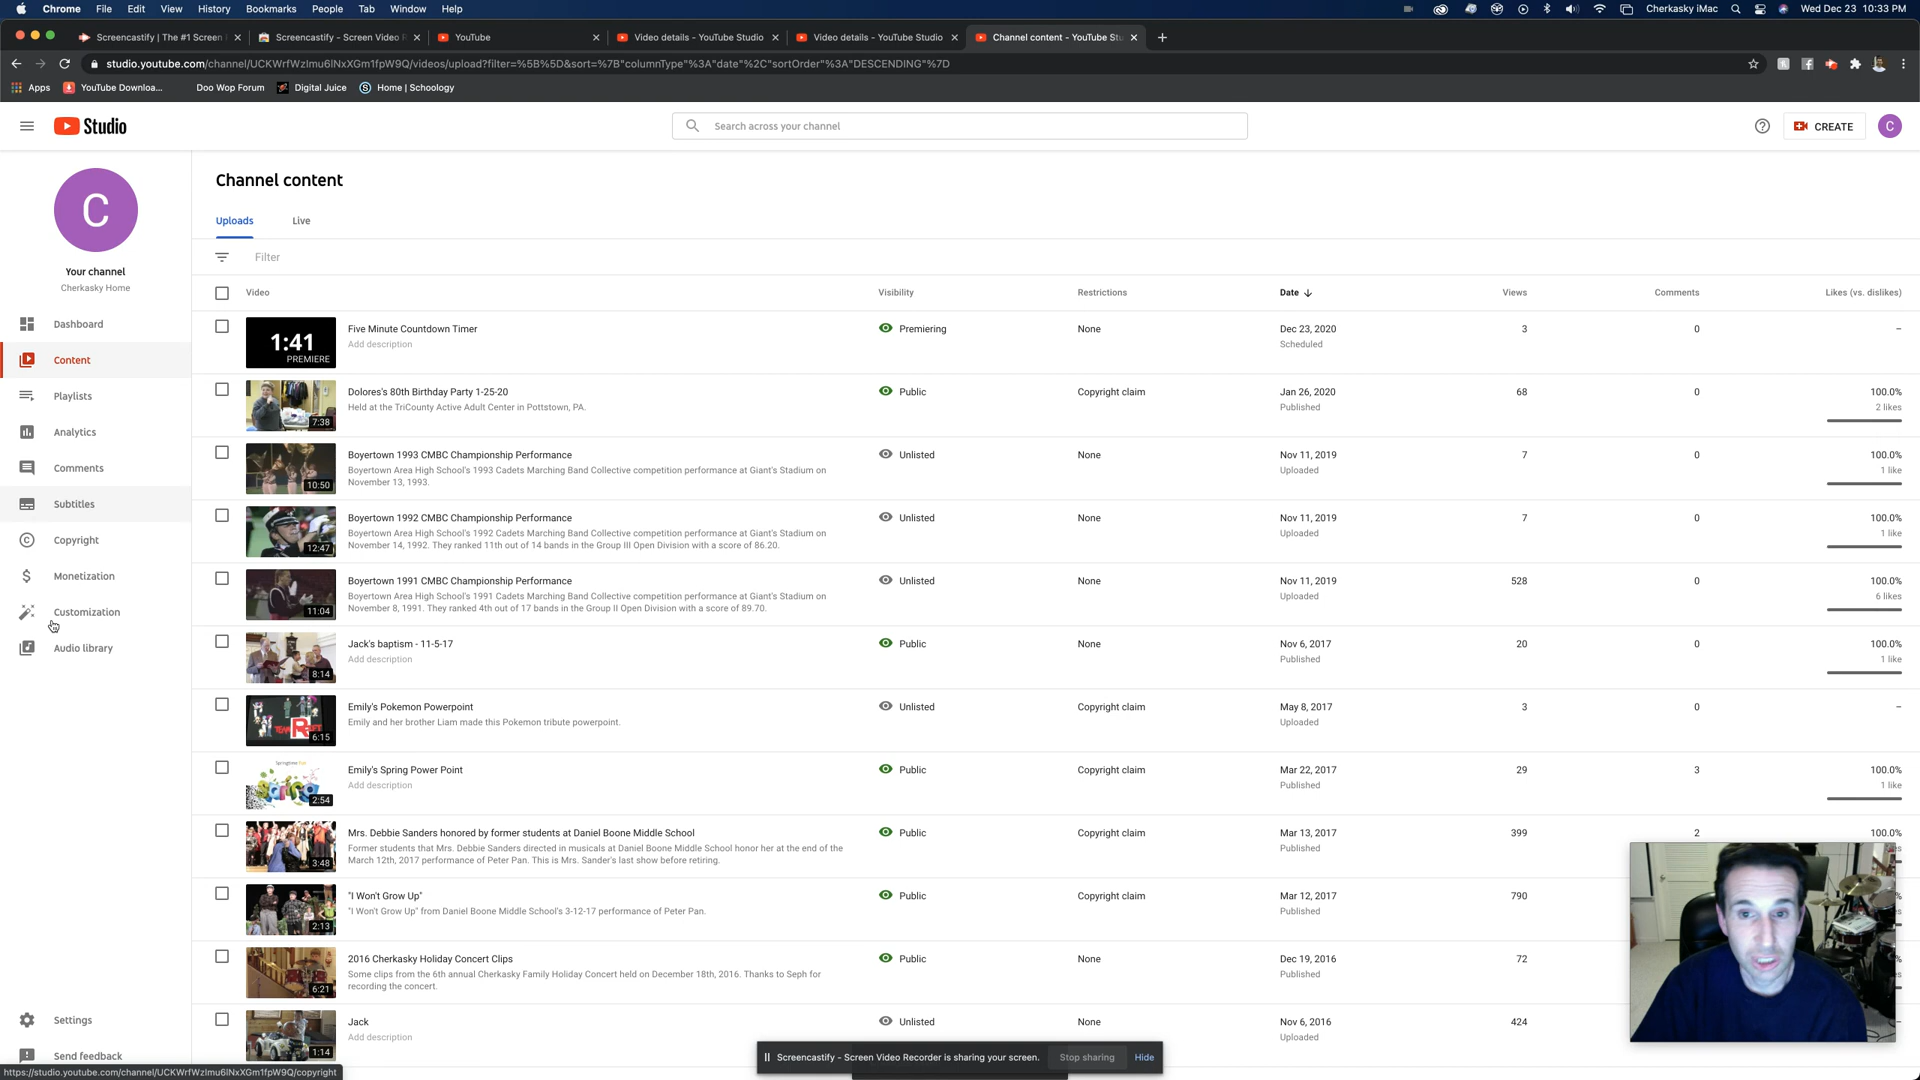 Chrome File Edit View History Bookmarks People Tab Window Help Cherkasky iMac Wed Dec 23 10:33 PM
Screencastify | The #1 Screen Screencastify - Screen Video R YouTube Video details - YouTube Studio Video details - YouTube Studio Channel content - YouTube Stu
studio.youtube.com/channel/UCKWrfWzlmu6lNxXGm1fpW9Q/videos/upload?filter=%5B%5D&sort=%7B"columnType"%3A"date"%2C"sortOrder"%3A"DESCENDING"%7D
Apps YouTube Downloa... Doo Wop Forum Digital Juice Home | Schoology
Studio Search across your channel CREATE C
C
Your channel
Cherkasky Home
Dashboard
Content
Playlists
Analytics
Comments
Subtitles
Copyright
Monetization
Customization
Audio library
Settings
Send feedback
https://studio.youtube.com/channel/UCKWrfWzlmu6lNxXGm1fpW9Q/copyright
Channel content
Uploads Live
Filter
Video Visibility Restrictions Date Views Comments Likes (vs. dislikes)
Five Minute Countdown Timer Premiering None Dec 23, 2020 3 0 –
Add description Scheduled
1:41
PREMIERE
Dolores's 80th Birthday Party 1-25-20 Public Copyright claim Jan 26, 2020 68 0 100.0%
Held at the TriCounty Active Adult Center in Pottstown, PA. Published 2 likes
7:38
Boyertown 1993 CMBC Championship Performance Unlisted None Nov 11, 2019 7 0 100.0%
Boyertown Area High School's 1993 Cadets Marching Band Collective competition performance at Giant's Stadium on Uploaded 1 like
November 13, 1993.
10:50
Boyertown 1992 CMBC Championship Performance Unlisted None Nov 11, 2019 7 0 100.0%
Boyertown Area High School's 1992 Cadets Marching Band Collective competition performance at Giant's Stadium on Uploaded 1 like
November 14, 1992. They ranked 11th out of 14 bands in the Group III Open Division with a score of 86.20.
12:47
Boyertown 1991 CMBC Championship Performance Unlisted None Nov 11, 2019 528 0 100.0%
Boyertown Area High School's 1991 Cadets Marching Band Collective competition performance at Giant's Stadium on Uploaded 6 likes
November 8, 1991. They ranked 4th out of 17 bands in the Group II Open Division with a score of 89.70.
11:04
Jack's baptism - 11-5-17 Public None Nov 6, 2017 20 0 100.0%
Add description Published 1 like
8:14
Emily's Pokemon Powerpoint Unlisted Copyright claim May 8, 2017 3 0 –
Emily and her brother Liam made this Pokemon tribute powerpoint. Uploaded
6:15
Emily's Spring Power Point Public Copyright claim Mar 22, 2017 29 3 100.0%
Add description Published 1 like
2:54
Mrs. Debbie Sanders honored by former students at Daniel Boone Middle School Public Copyright claim Mar 13, 2017 399 2 100.0%
Former students that Mrs. Debbie Sanders directed in musicals at Daniel Boone Middle School honor her at the end of the Published
March 12th, 2017 performance of Peter Pan. This is Mrs. Sander's last show before retiring.
3:48
"I Won't Grow Up" Public Copyright claim Mar 12, 2017 790
"I Won't Grow Up" from Daniel Boone Middle School's 3-12-17 performance of Peter Pan. Published
2:13
2016 Cherkasky Holiday Concert Clips Public None Dec 19, 2016 72
Some clips from the 6th annual Cherkasky Family Holiday Concert held on December 18th, 2016. Thanks to Seph for Published
recording the concert.
6:21
Jack Unlisted None Nov 6, 2016 424
Add description Uploaded
1:14
Screencastify - Screen Video Recorder is sharing your screen. Stop sharing Hide